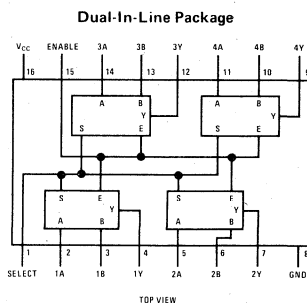 Dual-In-Line Package
VCC ENABLE 3A 3B 3Y 4A 4B 4Y
16 15 14 13 12 11 10 9
A B A B
Y Y
S E S E
S E S E
Y Y
A B A B
1 2 3 4 5 6 7 8
SELECT 1A 1B 1Y 2A 2B 2Y GND
TOP VIEW